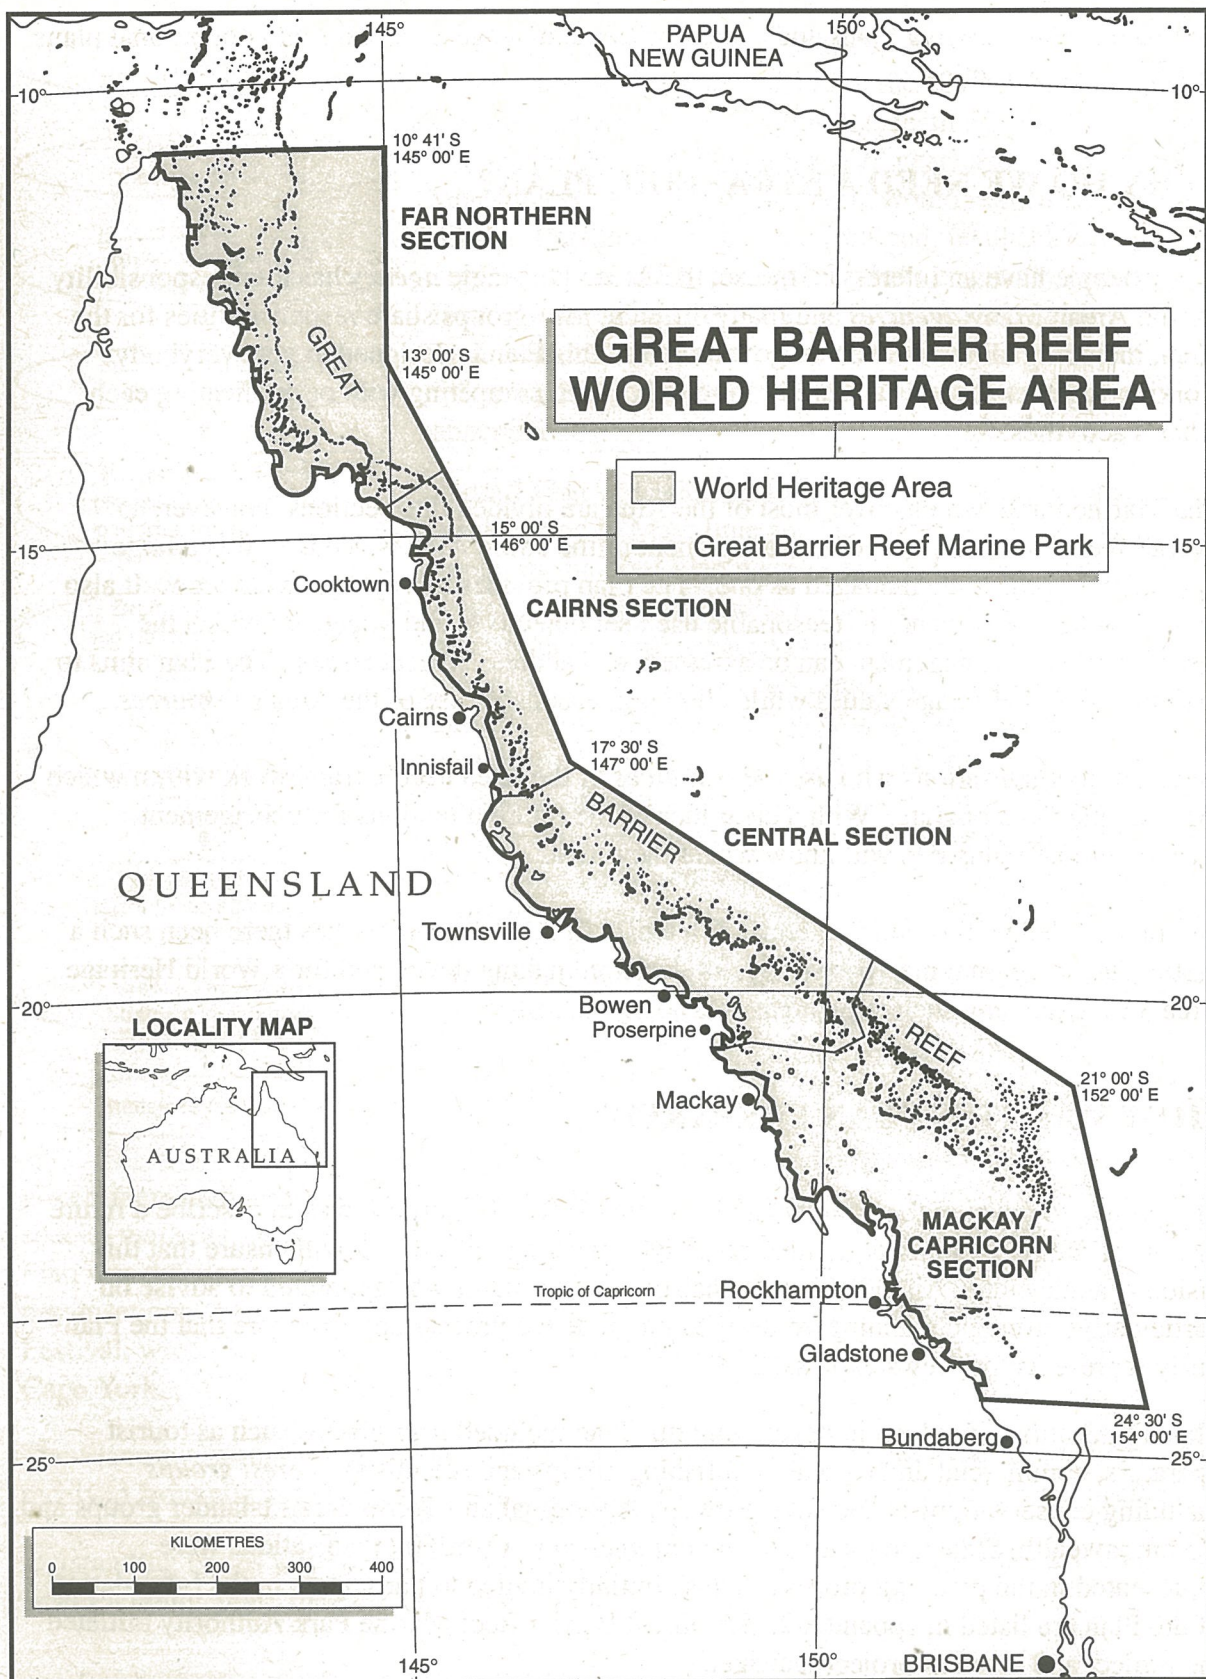 145°
150°
PAPUA
NEW GUINEA
10°
10°
10° 41' S
145° 00' E
FAR NORTHERN
SECTION
GREAT
13° 00' S
145° 00' E
GREAT BARRIER REEF
WORLD HERITAGE AREA
World Heritage Area
Great Barrier Reef Marine Park
15°
15°
15° 00' S
146° 00' E
Cooktown
CAIRNS SECTION
Cairns
Innisfail
17° 30' S
147° 00' E
BARRIER
CENTRAL SECTION
QUEENSLAND
Townsville
20°
20°
Bowen
Proserpine
REEF
LOCALITY MAP
AUSTRALIA
21° 00' S
152° 00' E
Mackay
MACKAY /
CAPRICORN
SECTION
Tropic of Capricorn
Rockhampton
Gladstone
24° 30' S
154° 00' E
Bundaberg
25°
25°
KILOMETRES
0 100 200 300 400
145°
150°
BRISBANE